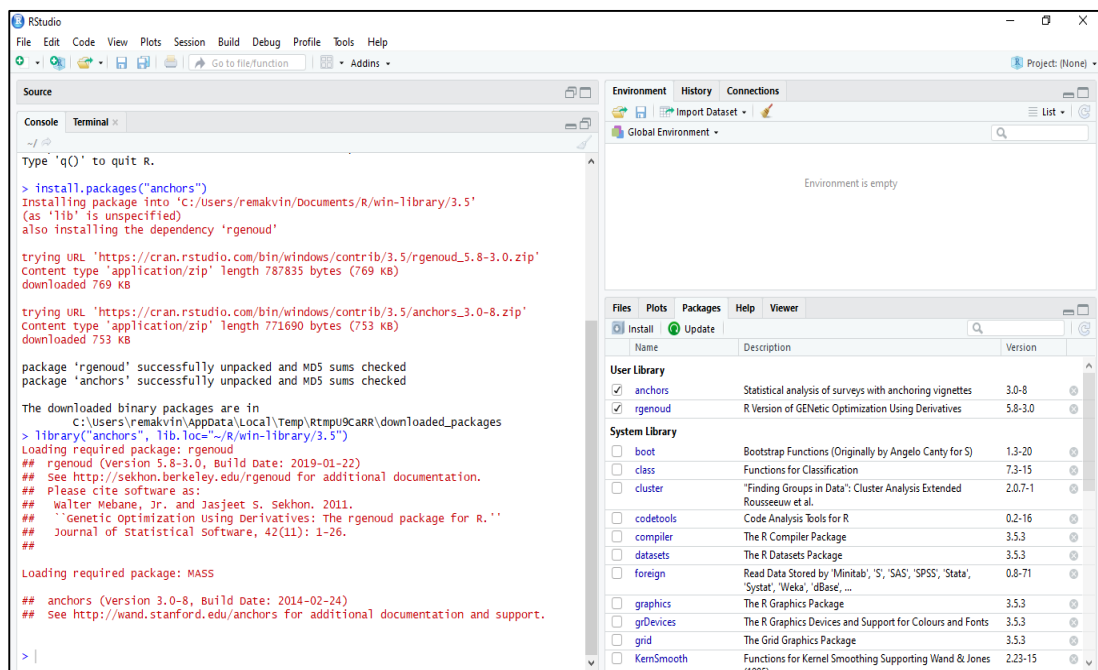 RStudio
File Edit Code View Plots Session Build Debug Profile Tools Help
Go to file/function Addins Project: (None)
Source
Console Terminal
~/
Type 'q()' to quit R.
> install.packages("anchors")
Installing package into ‘C:/Users/remakvin/Documents/R/win-library/3.5’
(as ‘lib’ is unspecified)
also installing the dependency ‘rgenoud’
trying URL 'https://cran.rstudio.com/bin/windows/contrib/3.5/rgenoud_5.8-3.0.zip'
Content type 'application/zip' length 787835 bytes (769 KB)
downloaded 769 KB
trying URL 'https://cran.rstudio.com/bin/windows/contrib/3.5/anchors_3.0-8.zip'
Content type 'application/zip' length 771690 bytes (753 KB)
downloaded 753 KB
package ‘rgenoud’ successfully unpacked and MD5 sums checked
package ‘anchors’ successfully unpacked and MD5 sums checked
The downloaded binary packages are in
C:\Users\remakvin\AppData\Local\Temp\RtmpU9CaRR\downloaded_packages
> library("anchors", lib.loc="~/R/win-library/3.5")
Loading required package: rgenoud
## rgenoud (Version 5.8-3.0, Build Date: 2019-01-22)
## See http://sekhon.berkeley.edu/rgenoud for additional documentation.
## Please cite software as:
## Walter Mebane, Jr. and Jasjeet S. Sekhon. 2011.
## ``Genetic Optimization Using Derivatives: The rgenoud package for R.''
## Journal of Statistical Software, 42(11): 1-26.
##
Loading required package: MASS
## anchors (Version 3.0-8, Build Date: 2014-02-24)
## See http://wand.stanford.edu/anchors for additional documentation and support.
>
Environment History Connections
Import Dataset List
Global Environment
Environment is empty
Files Plots Packages Help Viewer
Install Update
Name Description Version
User Library
anchors Statistical analysis of surveys with anchoring vignettes 3.0-8
rgenoud R Version of GENetic Optimization Using Derivatives 5.8-3.0
System Library
boot Bootstrap Functions (Originally by Angelo Canty for S) 1.3-20
class Functions for Classification 7.3-15
cluster "Finding Groups in Data": Cluster Analysis Extended 2.0.7-1
Rousseeuw et al.
codetools Code Analysis Tools for R 0.2-16
compiler The R Compiler Package 3.5.3
datasets The R Datasets Package 3.5.3
foreign Read Data Stored by 'Minitab', 'S', 'SAS', 'SPSS', 'Stata', 0.8-71
'Systat', 'Weka', 'dBase', ...
graphics The R Graphics Package 3.5.3
grDevices The R Graphics Devices and Support for Colours and Fonts 3.5.3
grid The Grid Graphics Package 3.5.3
KernSmooth Functions for Kernel Smoothing Supporting Wand & Jones 2.23-15